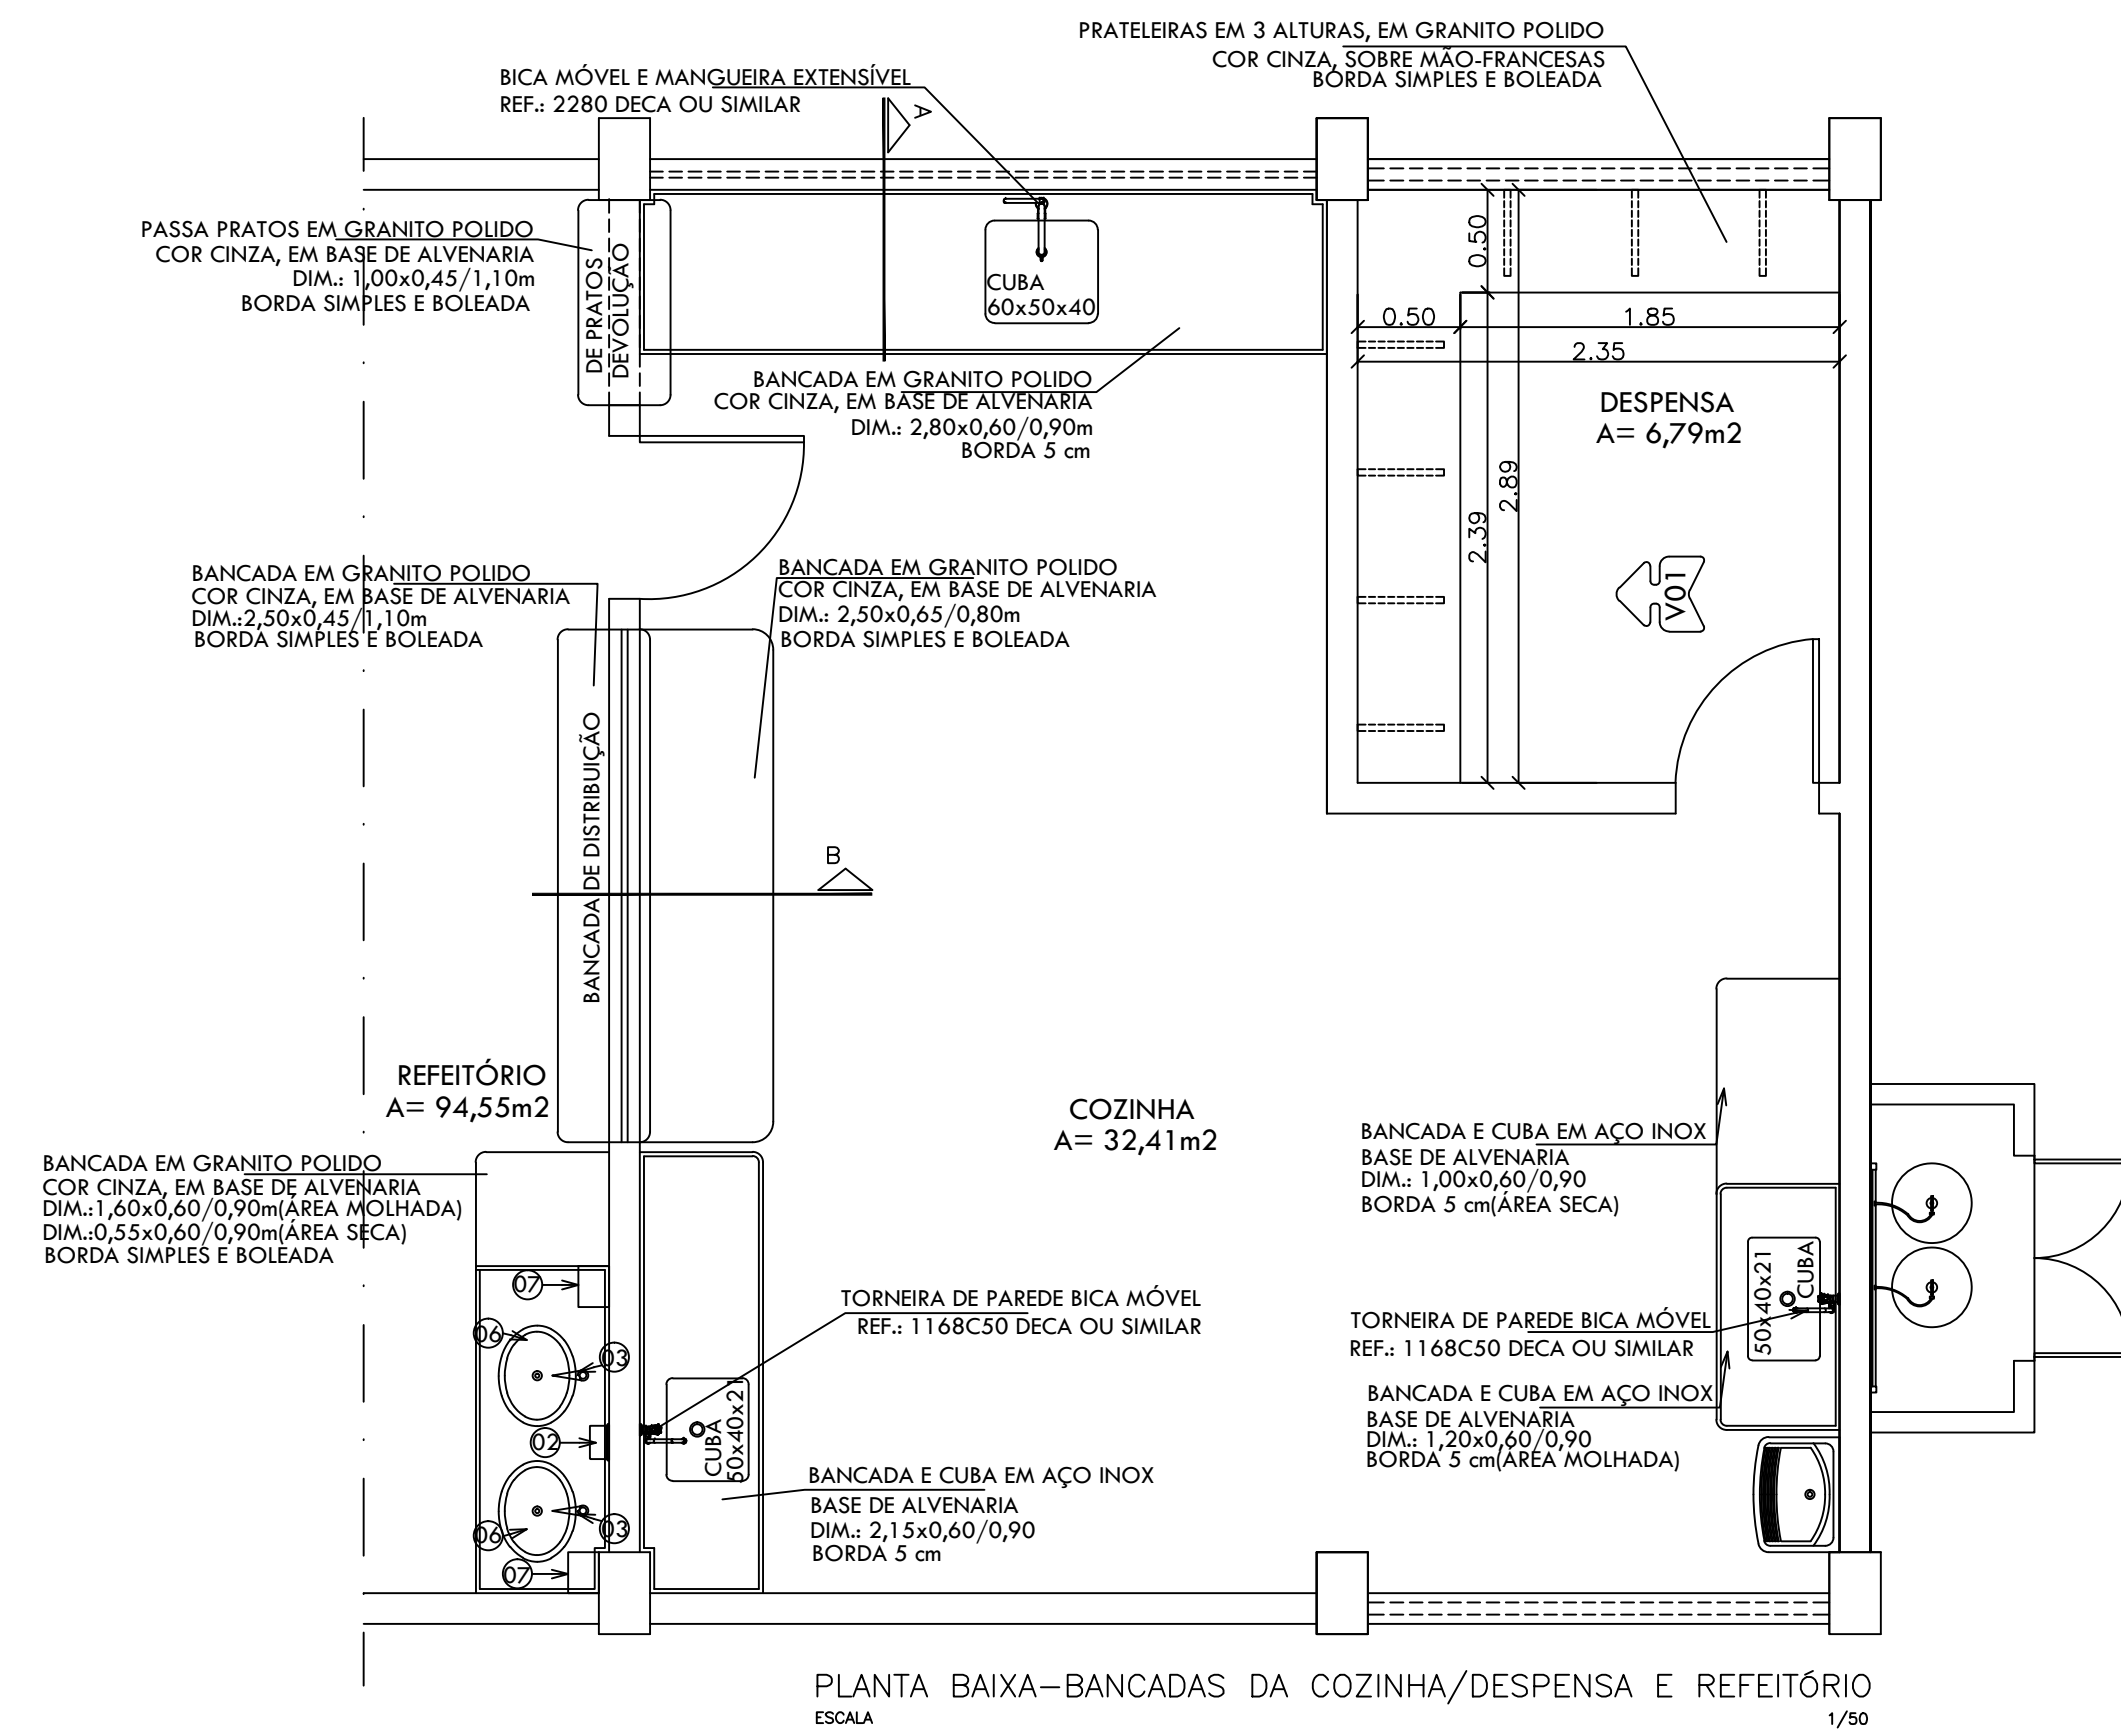 PRATELEIRAS EM 3 ALTURAS, EM GRANITO POLIDO
COR CINZA, SOBRE MÃO-FRANCESAS
BORDA SIMPLES E BOLEADA
BICA MÓVEL E MANGUEIRA EXTENSÍVEL
REF.: 2280 DECA OU SIMILAR
A
PASSA PRATOS EM GRANITO POLIDO
COR CINZA, EM BASE DE ALVENARIA
DIM.: 1,00x0,45/1,10m
BORDA SIMPLES E BOLEADA
DE PRATOS
DEVOLUÇÃO
CUBA
60x50x40
0.50
0.50
1.85
2.35
2.89
2.39
BANCADA EM GRANITO POLIDO
COR CINZA, EM BASE DE ALVENARIA
DIM.: 2,80x0,60/0,90m
BORDA 5 cm
DESPENSA
A= 6,79m2
V01
BANCADA EM GRANITO POLIDO
COR CINZA, EM BASE DE ALVENARIA
DIM.:2,50x0,45/1,10m
BORDA SIMPLES E BOLEADA
BANCADA EM GRANITO POLIDO
COR CINZA, EM BASE DE ALVENARIA
DIM.: 2,50x0,65/0,80m
BORDA SIMPLES E BOLEADA
BANCADA DE DISTRIBUIÇÃO
B
REFEITÓRIO
A= 94,55m2
COZINHA
A= 32,41m2
BANCADA E CUBA EM AÇO INOX
BASE DE ALVENARIA
DIM.: 1,00x0,60/0,90
BORDA 5 cm(ÁREA SECA)
BANCADA EM GRANITO POLIDO
COR CINZA, EM BASE DE ALVENARIA
DIM.:1,60x0,60/0,90m(ÁREA MOLHADA)
DIM.:0,55x0,60/0,90m(ÁREA SECA)
BORDA SIMPLES E BOLEADA
07
06
03
02
06
03
07
TORNEIRA DE PAREDE BICA MÓVEL
REF.: 1168C50 DECA OU SIMILAR
CUBA
50x40x21
TORNEIRA DE PAREDE BICA MÓVEL
REF.: 1168C50 DECA OU SIMILAR
50x40x21
CUBA
BANCADA E CUBA EM AÇO INOX
BASE DE ALVENARIA
DIM.: 1,20x0,60/0,90
BORDA 5 cm(ÁREA MOLHADA)
BANCADA E CUBA EM AÇO INOX
BASE DE ALVENARIA
DIM.: 2,15x0,60/0,90
BORDA 5 cm
PLANTA BAIXA-BANCADAS DA COZINHA/DESPENSA E REFEITÓRIO
ESCALA 1/50